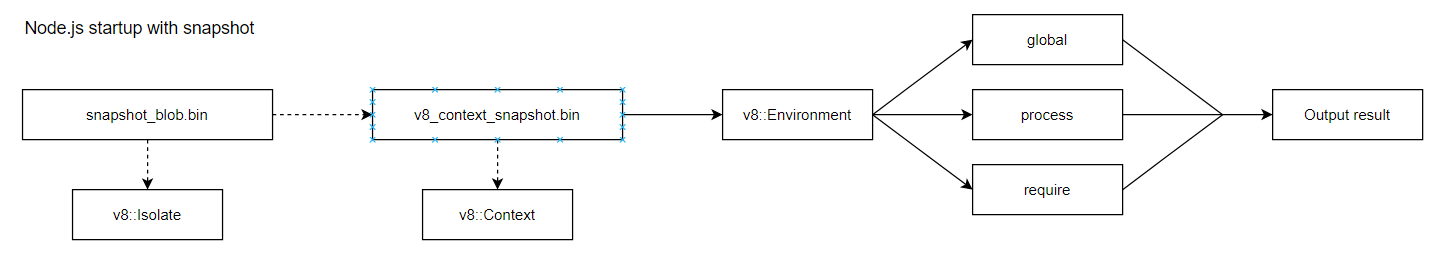 Node.js startup with snapshot
snapshot_blob.bin
v8_context_snapshot.bin
v8::Environment
global
process
require
Output result
v8::Isolate
v8::Context